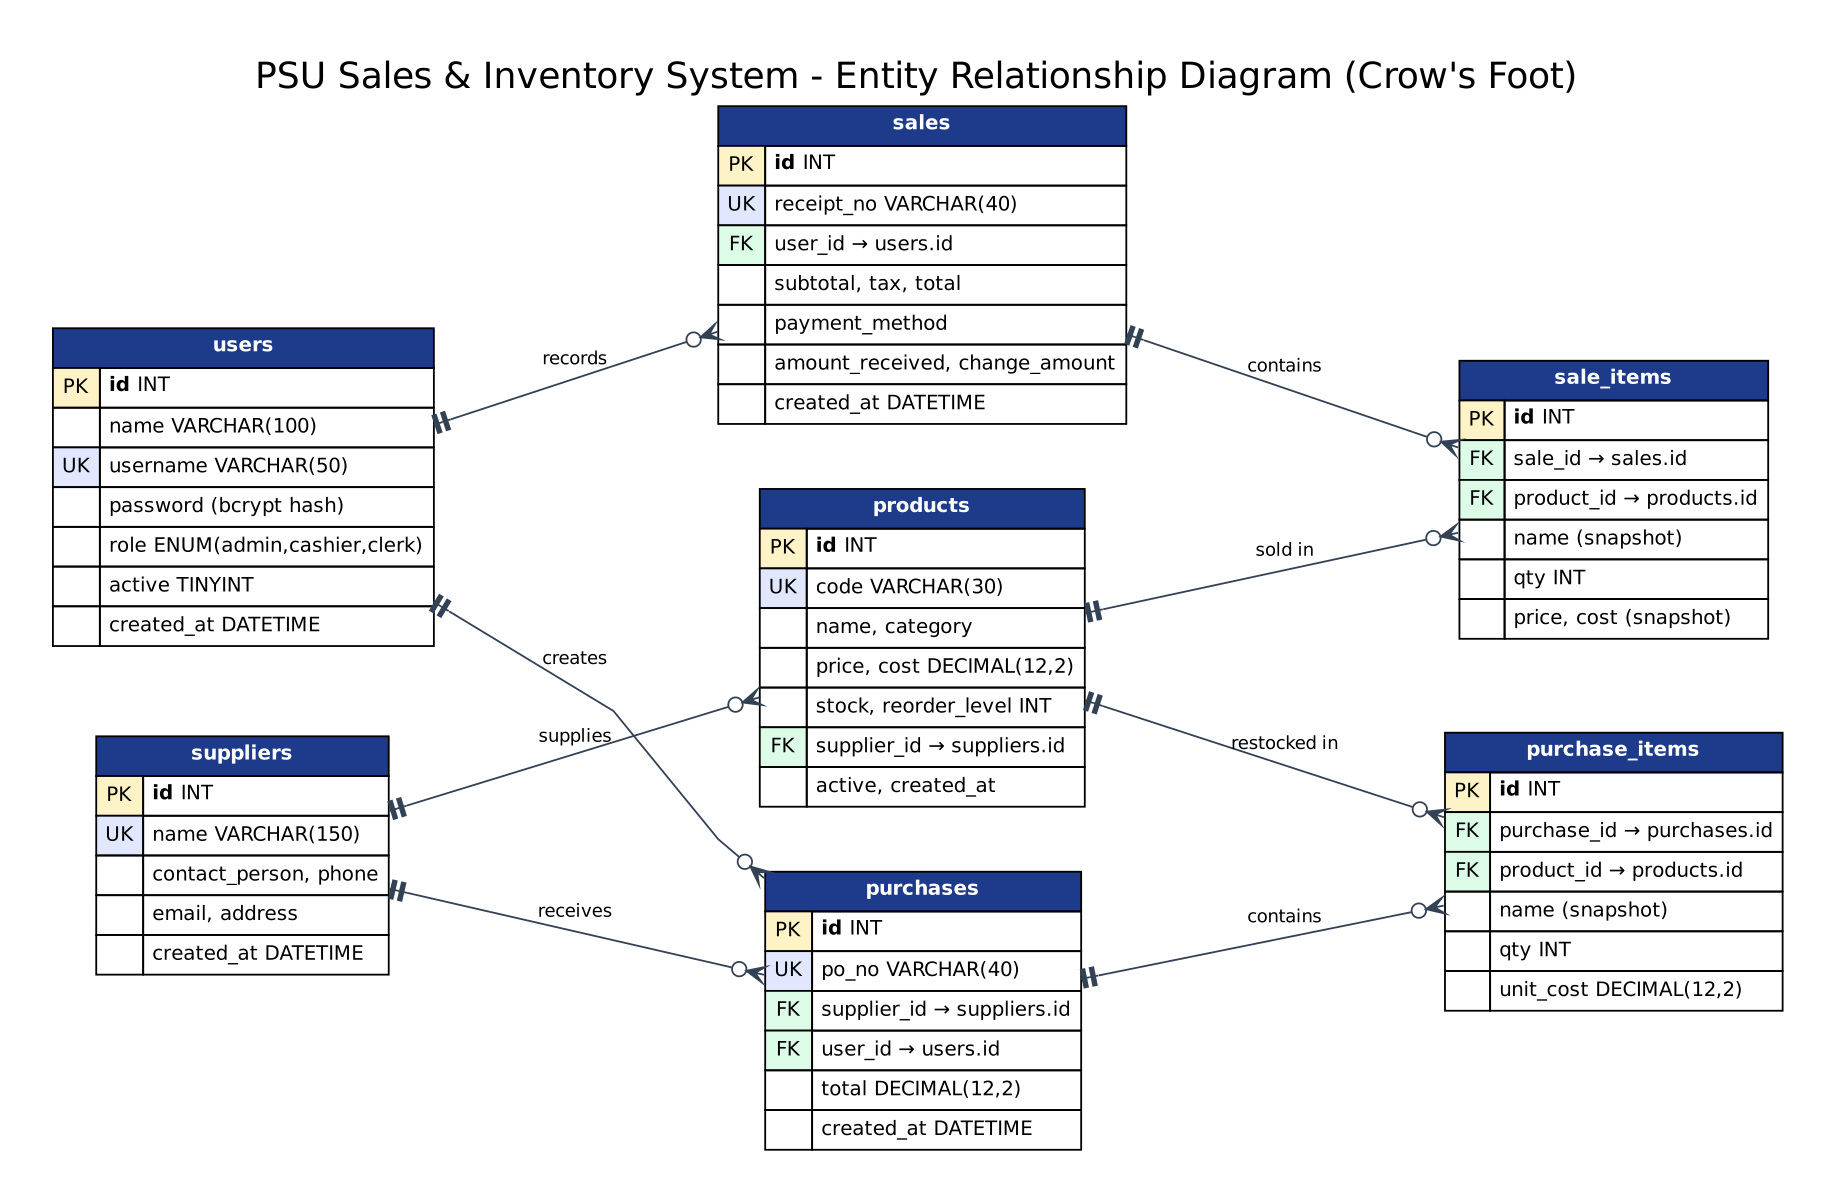 PSU Sales & Inventory System - Entity Relationship Diagram (Crow's Foot)
sales
PK id INT
UK receipt_no VARCHAR(40)
FK user_id → users.id
subtotal, tax, total
payment_method
amount_received, change_amount
created_at DATETIME
users
PK id INT
name VARCHAR(100)
UK username VARCHAR(50)
password (bcrypt hash)
role ENUM(admin,cashier,clerk)
active TINYINT
created_at DATETIME
records
contains
sale_items
PK id INT
FK sale_id → sales.id
FK product_id → products.id
name (snapshot)
qty INT
price, cost (snapshot)
products
PK id INT
UK code VARCHAR(30)
name, category
price, cost DECIMAL(12,2)
stock, reorder_level INT
FK supplier_id → suppliers.id
active, created_at
sold in
creates
supplies
restocked in
suppliers
PK id INT
UK name VARCHAR(150)
contact_person, phone
email, address
created_at DATETIME
receives
purchases
PK id INT
UK po_no VARCHAR(40)
FK supplier_id → suppliers.id
FK user_id → users.id
total DECIMAL(12,2)
created_at DATETIME
contains
purchase_items
PK id INT
FK purchase_id → purchases.id
FK product_id → products.id
name (snapshot)
qty INT
unit_cost DECIMAL(12,2)